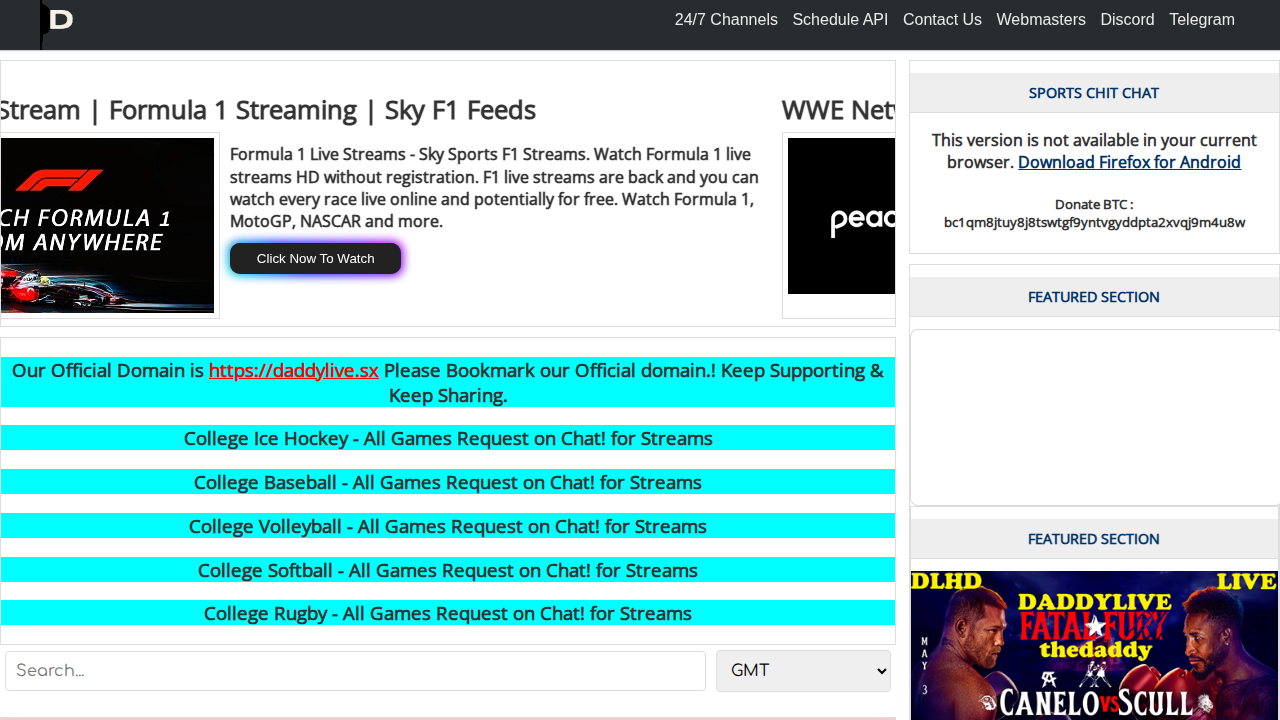 D
24/7 Channels Schedule API Contact Us Webmasters Discord Telegram
Stream | Formula 1 Streaming | Sky F1 Feeds
FORMULA 1
ANYWHERE
Formula 1 Live Streams - Sky Sports F1 Streams. Watch Formula 1 live
streams HD without registration. F1 live streams are back and you can
watch every race live online and potentially for free. Watch Formula 1,
MotoGP, NASCAR and more.
Click Now To Watch
WWE
Our Official Domain is https://daddylive.sx Please Bookmark our Official domain.! Keep Supporting &
Keep Sharing.
College Ice Hockey - All Games Request on Chat! for Streams
College Baseball - All Games Request on Chat! for Streams
College Volleyball - All Games Request on Chat! for Streams
College Softball - All Games Request on Chat! for Streams
College Rugby - All Games Request on Chat! for Streams
Search...
GMT
SPORTS CHIT CHAT
This version is not available in your current
browser. Download Firefox for Android
Donate BTC :
bc1qm8jtuy8j8tswtgf9yntvgyddpta2xvqj9m4u8w
FEATURED SECTION
FEATURED SECTION
DLHD LIVE
DADDYLIVE
FATAL FURY
thedaddy
MAY 3
CANELO VS SCULL